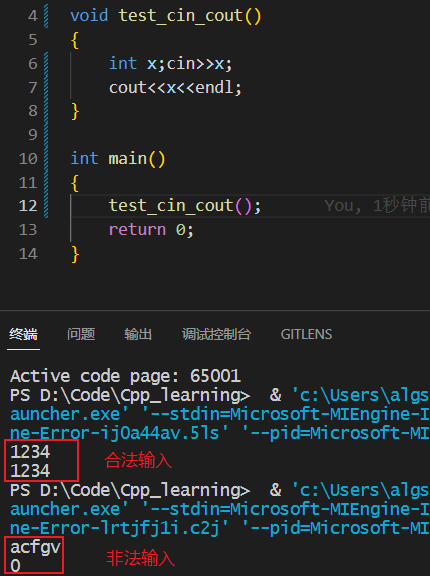 4 void test_cin_cout()
5 {
6 int x;cin>>x;
7 cout<<x<<endl;
8 }
9
10 int main()
11 {
12 test_cin_cout(); You, 1秒钟前
13 return 0;
14 }
终端 问题 输出 调试控制台 GITLENS
Active code page: 65001
PS D:\Code\Cpp_learning> & 'c:\Users\algs
auncher.exe' '--stdin=Microsoft-MIEngine-I
ne-Error-ij0a44av.5ls' '--pid=Microsoft-MI
1234
1234 合法输入
PS D:\Code\Cpp_learning> & 'c:\Users\algs
auncher.exe' '--stdin=Microsoft-MIEngine-I
ne-Error-lrtjfj1i.c2j' '--pid=Microsoft-MI
acfgv
0 非法输入